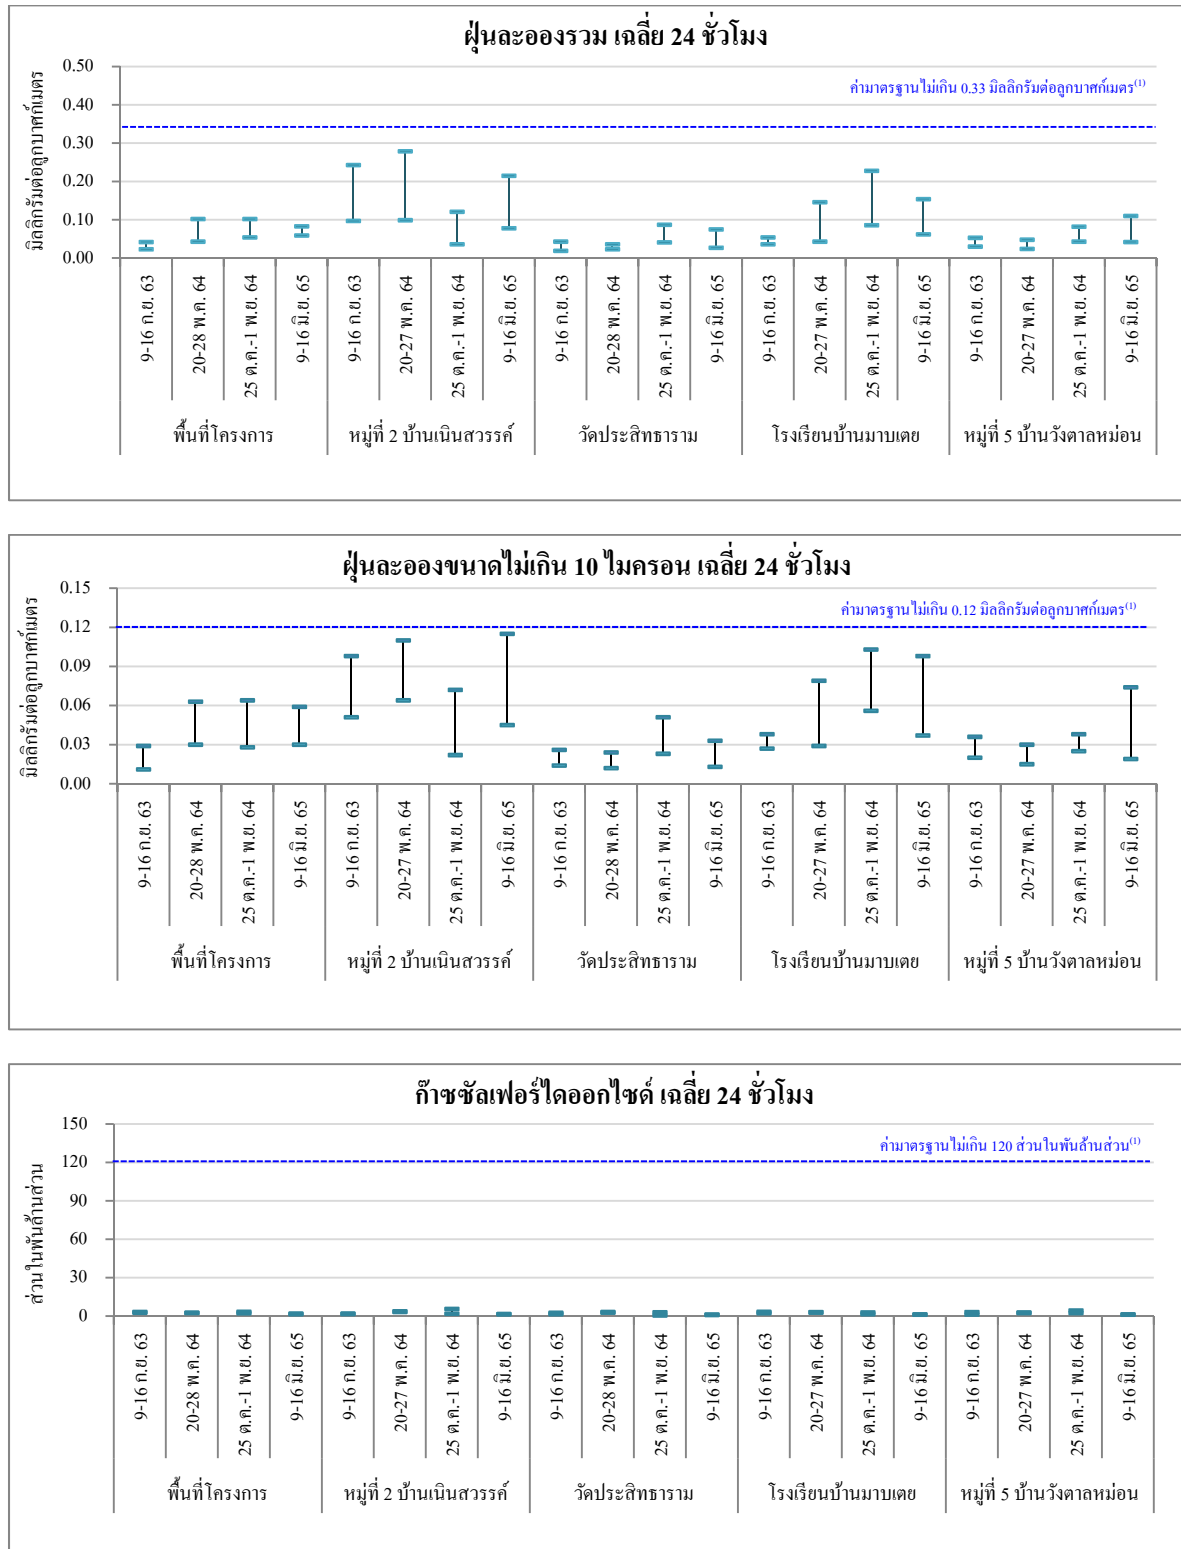 ฝุ่นละอองรวม เฉลี่ย 24 ชั่วโมง
มิลลิกรัมต่อลูกบาศก์เมตร
0.50
0.40
0.30
0.20
0.10
0.00
ค่ามาตรฐานไม่เกิน 0.33 มิลลิกรัมต่อลูกบาศก์เมตร(1)
9-16 ก.ย. 63
20-28 พ.ค. 64
25 ต.ค.-1 พ.ย. 64
9-16 มิ.ย. 65
9-16 ก.ย. 63
20-27 พ.ค. 64
25 ต.ค.-1 พ.ย. 64
9-16 มิ.ย. 65
9-16 ก.ย. 63
20-28 พ.ค. 64
25 ต.ค.-1 พ.ย. 64
9-16 มิ.ย. 65
9-16 ก.ย. 63
20-27 พ.ค. 64
25 ต.ค.-1 พ.ย. 64
9-16 มิ.ย. 65
9-16 ก.ย. 63
20-27 พ.ค. 64
25 ต.ค.-1 พ.ย. 64
9-16 มิ.ย. 65
พื้นที่โครงการ
หมู่ที่ 2 บ้านเนินสวรรค์
วัดประสิทธาราม
โรงเรียนบ้านมาบเตย
หมู่ที่ 5 บ้านวังตาลหม่อน
ฝุ่นละอองขนาดไม่เกิน 10 ไมครอน เฉลี่ย 24 ชั่วโมง
มิลลิกรัมต่อลูกบาศก์เมตร
0.15
0.12
0.09
0.06
0.03
0.00
ค่ามาตรฐานไม่เกิน 0.12 มิลลิกรัมต่อลูกบาศก์เมตร(1)
9-16 ก.ย. 63
20-28 พ.ค. 64
25 ต.ค.-1 พ.ย. 64
9-16 มิ.ย. 65
9-16 ก.ย. 63
20-27 พ.ค. 64
25 ต.ค.-1 พ.ย. 64
9-16 มิ.ย. 65
9-16 ก.ย. 63
20-28 พ.ค. 64
25 ต.ค.-1 พ.ย. 64
9-16 มิ.ย. 65
9-16 ก.ย. 63
20-27 พ.ค. 64
25 ต.ค.-1 พ.ย. 64
9-16 มิ.ย. 65
9-16 ก.ย. 63
20-27 พ.ค. 64
25 ต.ค.-1 พ.ย. 64
9-16 มิ.ย. 65
พื้นที่โครงการ
หมู่ที่ 2 บ้านเนินสวรรค์
วัดประสิทธาราม
โรงเรียนบ้านมาบเตย
หมู่ที่ 5 บ้านวังตาลหม่อน
ก๊าซซัลเฟอร์ไดออกไซด์ เฉลี่ย 24 ชั่วโมง
ส่วนในพันล้านส่วน
150
120
90
60
30
0
ค่ามาตรฐานไม่เกิน 120 ส่วนในพันล้านส่วน(1)
9-16 ก.ย. 63
20-28 พ.ค. 64
25 ต.ค.-1 พ.ย. 64
9-16 มิ.ย. 65
9-16 ก.ย. 63
20-27 พ.ค. 64
25 ต.ค.-1 พ.ย. 64
9-16 มิ.ย. 65
9-16 ก.ย. 63
20-28 พ.ค. 64
25 ต.ค.-1 พ.ย. 64
9-16 มิ.ย. 65
9-16 ก.ย. 63
20-27 พ.ค. 64
25 ต.ค.-1 พ.ย. 64
9-16 มิ.ย. 65
9-16 ก.ย. 63
20-27 พ.ค. 64
25 ต.ค.-1 พ.ย. 64
9-16 มิ.ย. 65
พื้นที่โครงการ
หมู่ที่ 2 บ้านเนินสวรรค์
วัดประสิทธาราม
โรงเรียนบ้านมาบเตย
หมู่ที่ 5 บ้านวังตาลหม่อน